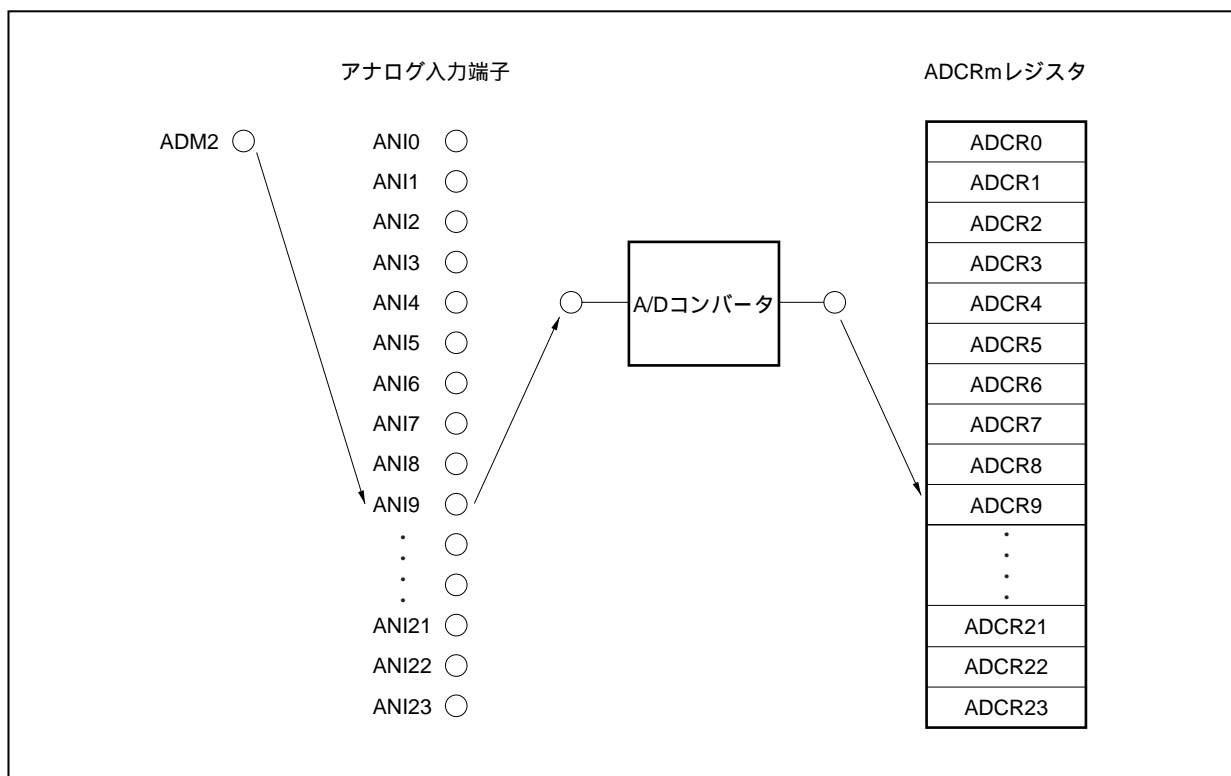 アナログ入力端子
ADCRmレジスタ
ADM2
ANI0
ANI1
ANI2
ANI3
ANI4
ANI5
ANI6
ANI7
ANI8
ANI9
ANI21
ANI22
ANI23
A/Dコンバータ
ADCR0
ADCR1
ADCR2
ADCR3
ADCR4
ADCR5
ADCR6
ADCR7
ADCR8
ADCR9
ADCR21
ADCR22
ADCR23